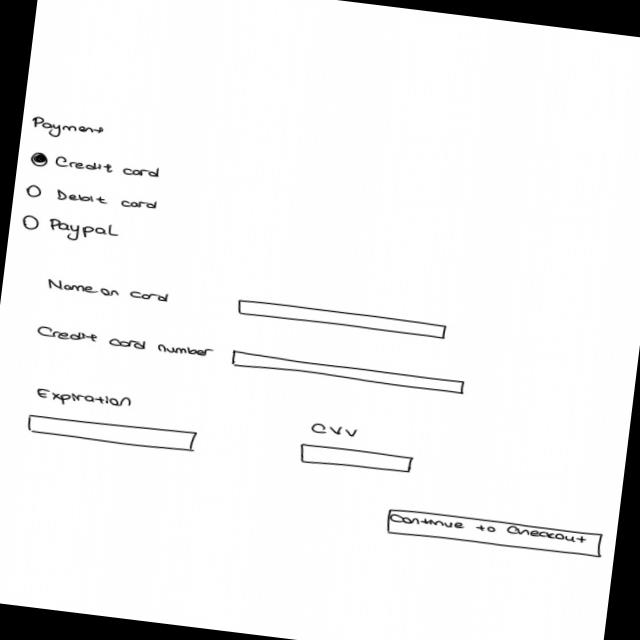 Payment
Credit card
Debit card
Paypal
Name on card
Credit card number
Expiration
CVV
Continue to Checkout